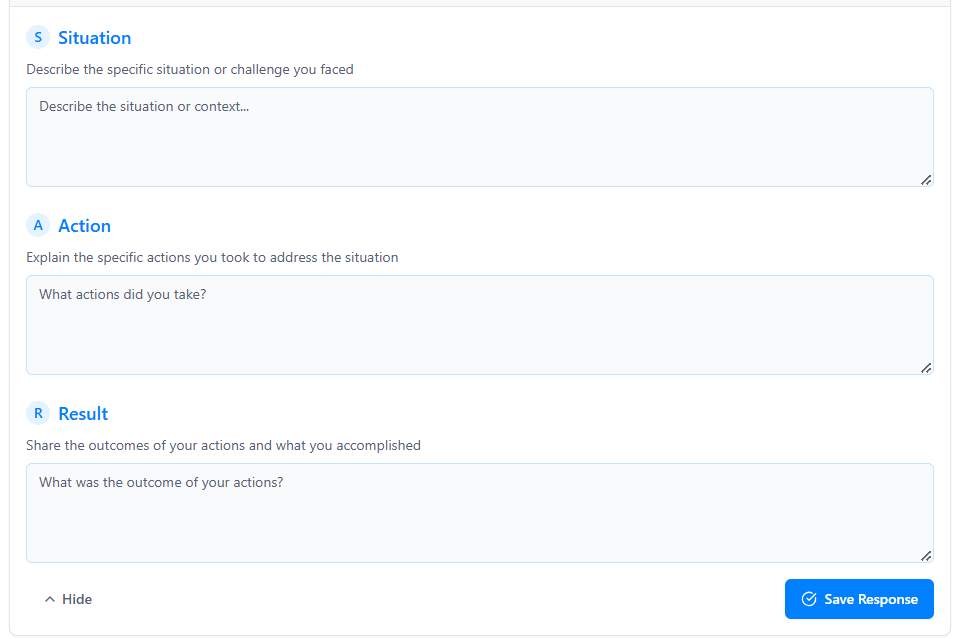 S Situation
Describe the specific situation or challenge you faced
Describe the situation or context...
A Action
Explain the specific actions you took to address the situation
What actions did you take?
R Result
Share the outcomes of your actions and what you accomplished
What was the outcome of your actions?
Hide Save Response